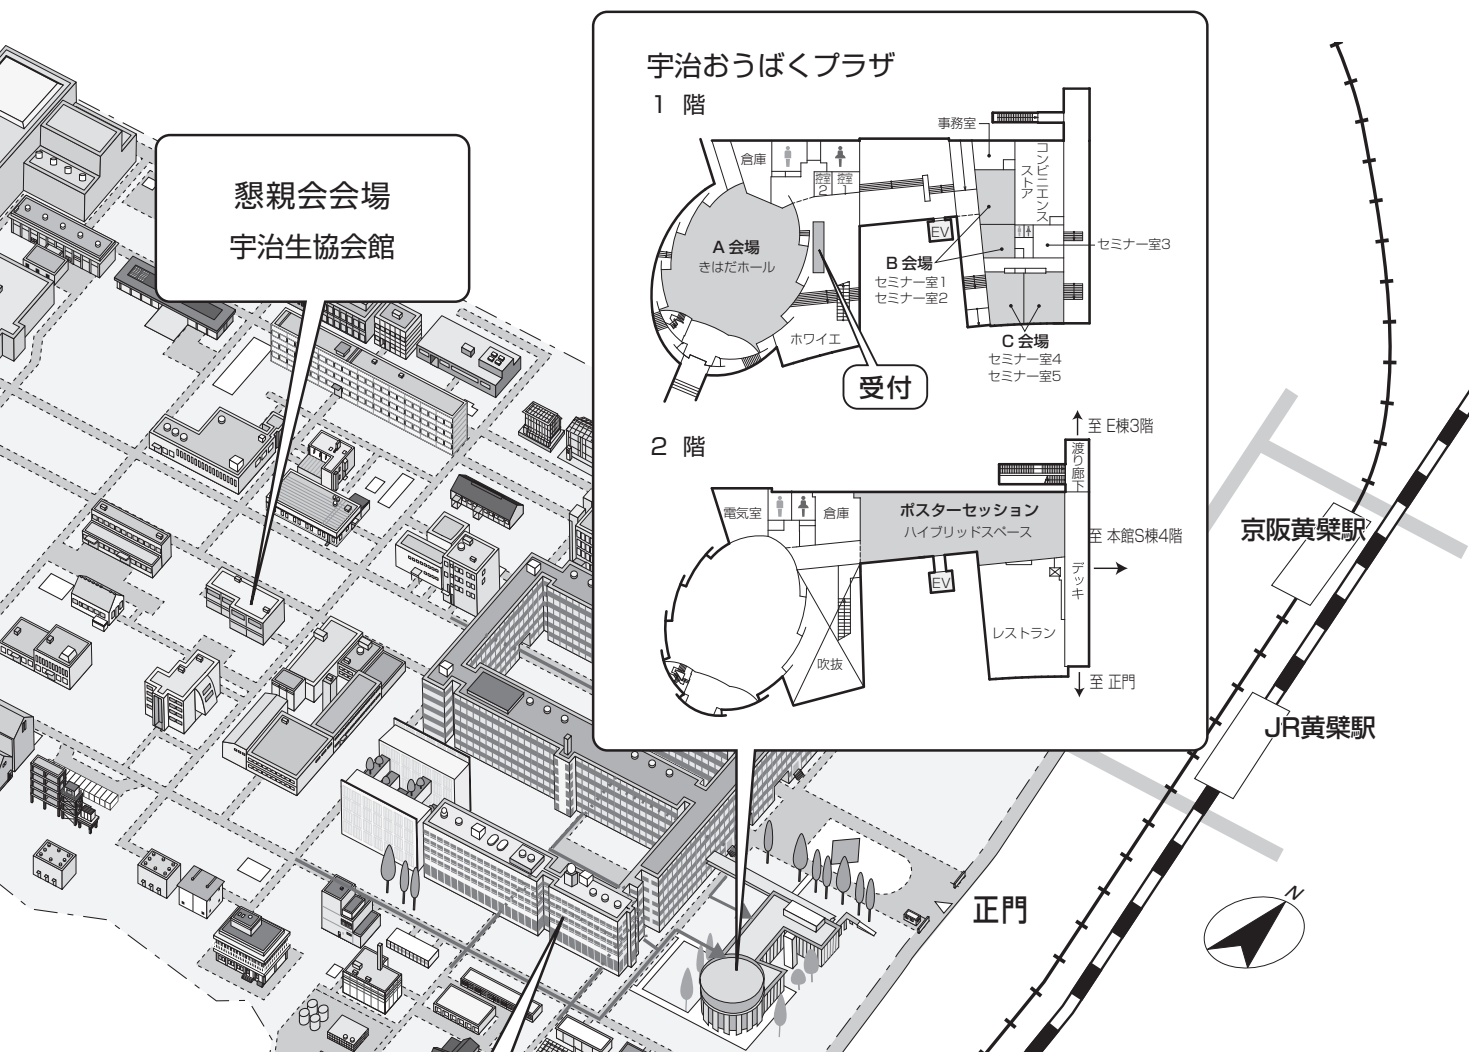 宇治おうばくプラザ
1 階
事務室
コンビニエンス
ストア
倉庫
控室2
控室1
EV
A 会場
きはだホール
B 会場
セミナー室1
セミナー室2
セミナー室3
ホワイエ
C 会場
セミナー室4
セミナー室5
受付
懇親会会場
宇治生協会館
2 階
至 E棟3階
渡り廊下
電気室
倉庫
ポスターセッション
ハイブリッドスペース
至 本館S棟4階
EV
デッキ
レストラン
吹抜
至 正門
京阪黄檗駅
JR黄檗駅
正門
N